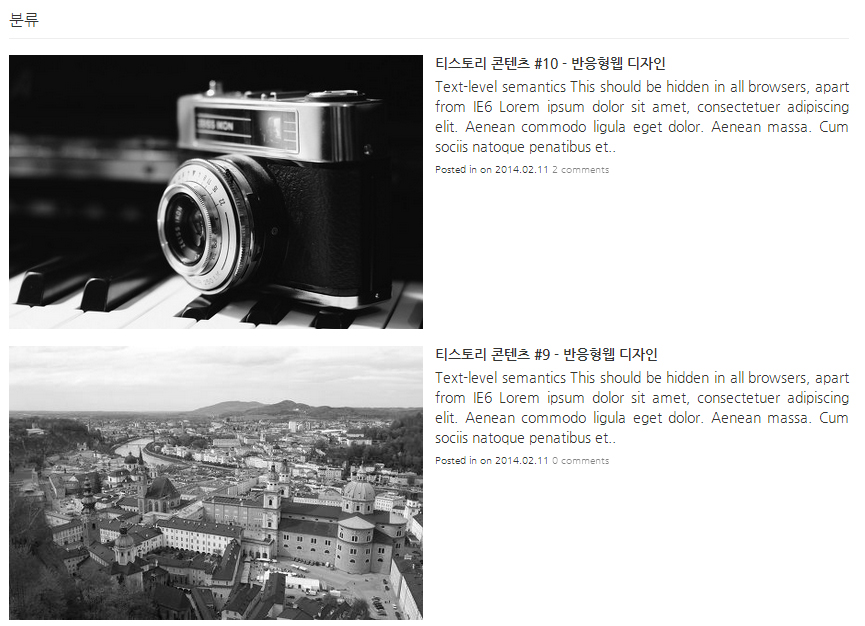 분류
티스토리 콘텐츠 #10 - 반응형웹 디자인
Text-level semantics This should be hidden in all browsers, apart
from IE6 Lorem ipsum dolor sit amet, consectetuer adipiscing
elit. Aenean commodo ligula eget dolor. Aenean massa. Cum
sociis natoque penatibus et..
Posted in on 2014.02.11 2 comments
티스토리 콘텐츠 #9 - 반응형웹 디자인
Text-level semantics This should be hidden in all browsers, apart
from IE6 Lorem ipsum dolor sit amet, consectetuer adipiscing
elit. Aenean commodo ligula eget dolor. Aenean massa. Cum
sociis natoque penatibus et..
Posted in on 2014.02.11 0 comments